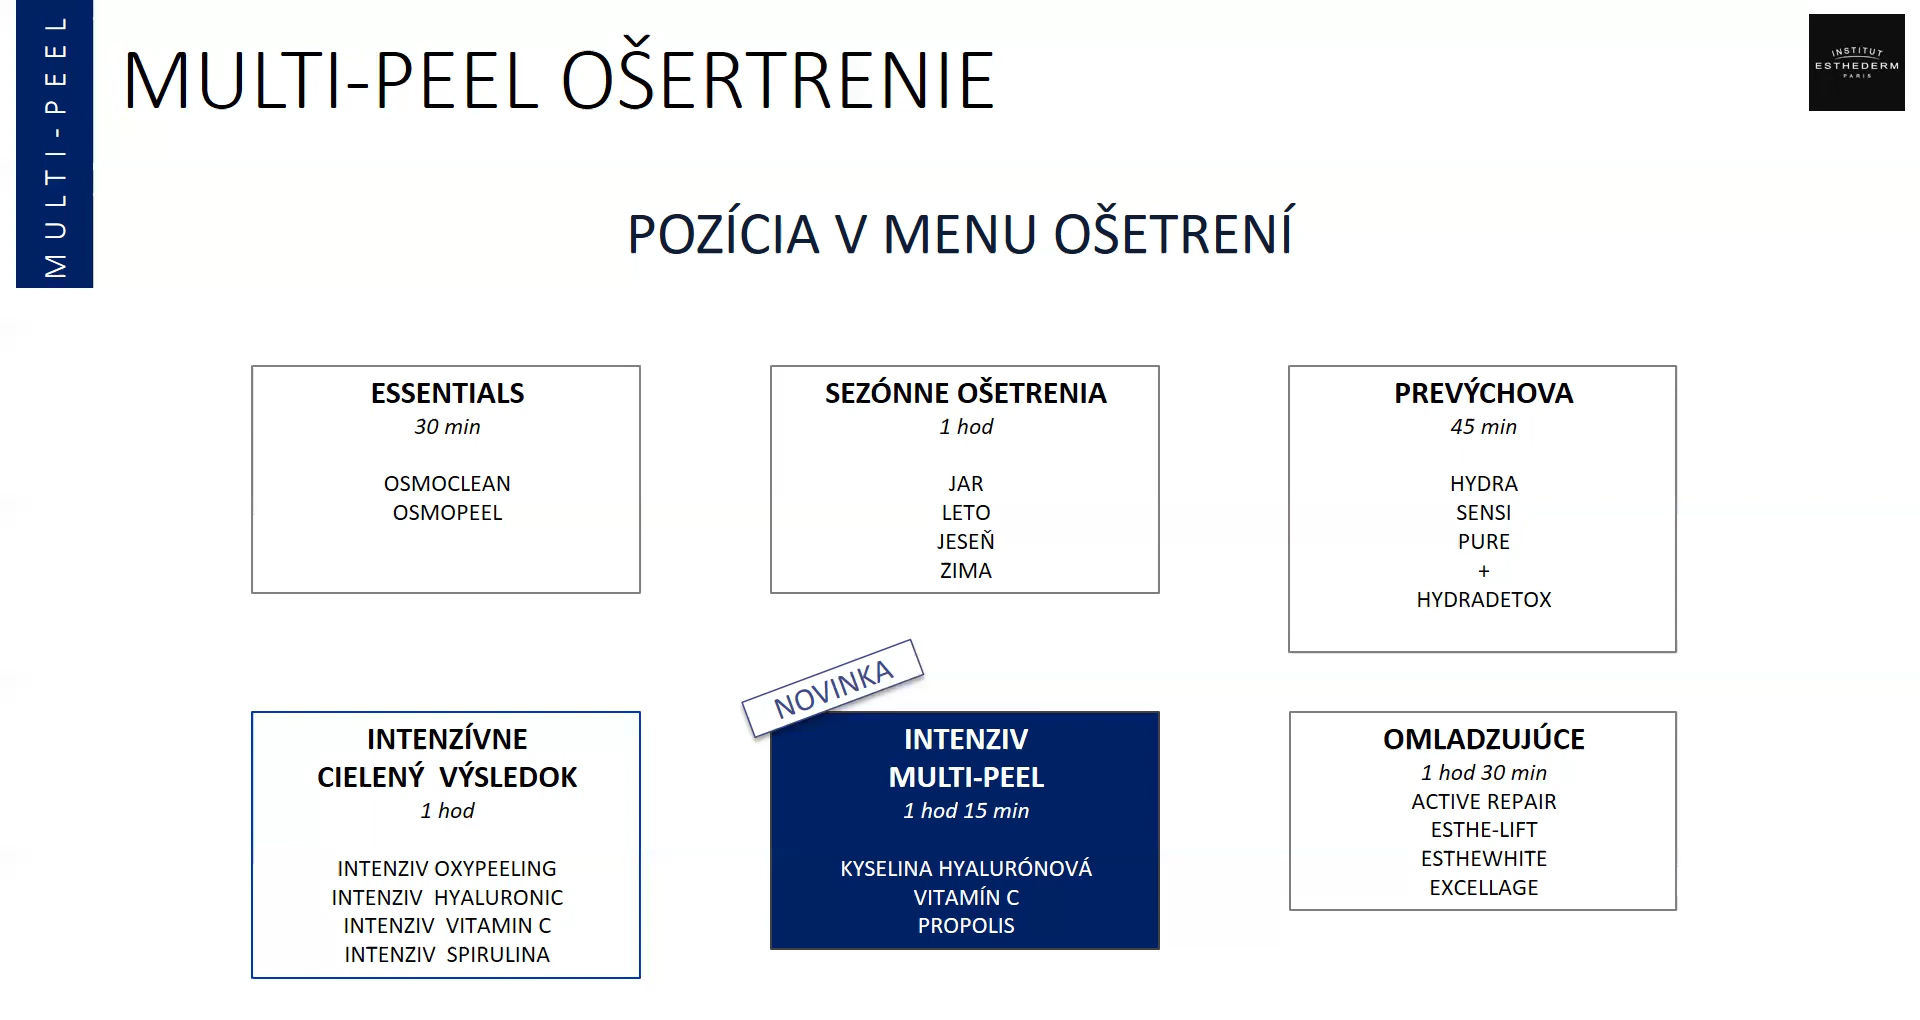 MULTI-PEEL
MULTI-PEEL OŠERTRENIE
INSTITUT
ESTHEDERM
PARIS
POZÍCIA V MENU OŠETRENÍ
ESSENTIALS
30 min
OSMOCLEAN
OSMOPEEL
SEZÓNNE OŠETRENIA
1 hod
JAR
LETO
JESEŇ
ZIMA
PREVÝCHOVA
45 min
HYDRA
SENSI
PURE
+
HYDRADETOX
INTENZÍVNE
CIELENÝ VÝSLEDOK
1 hod
INTENZIV OXYPEELING
INTENZIV HYALURONIC
INTENZIV VITAMIN C
INTENZIV SPIRULINA
NOVINKA
INTENZIV
MULTI-PEEL
1 hod 15 min
KYSELINA HYALURÓNOVÁ
VITAMÍN C
PROPOLIS
OMLADZUJÚCE
1 hod 30 min
ACTIVE REPAIR
ESTHE-LIFT
ESTHEWHITE
EXCELLAGE